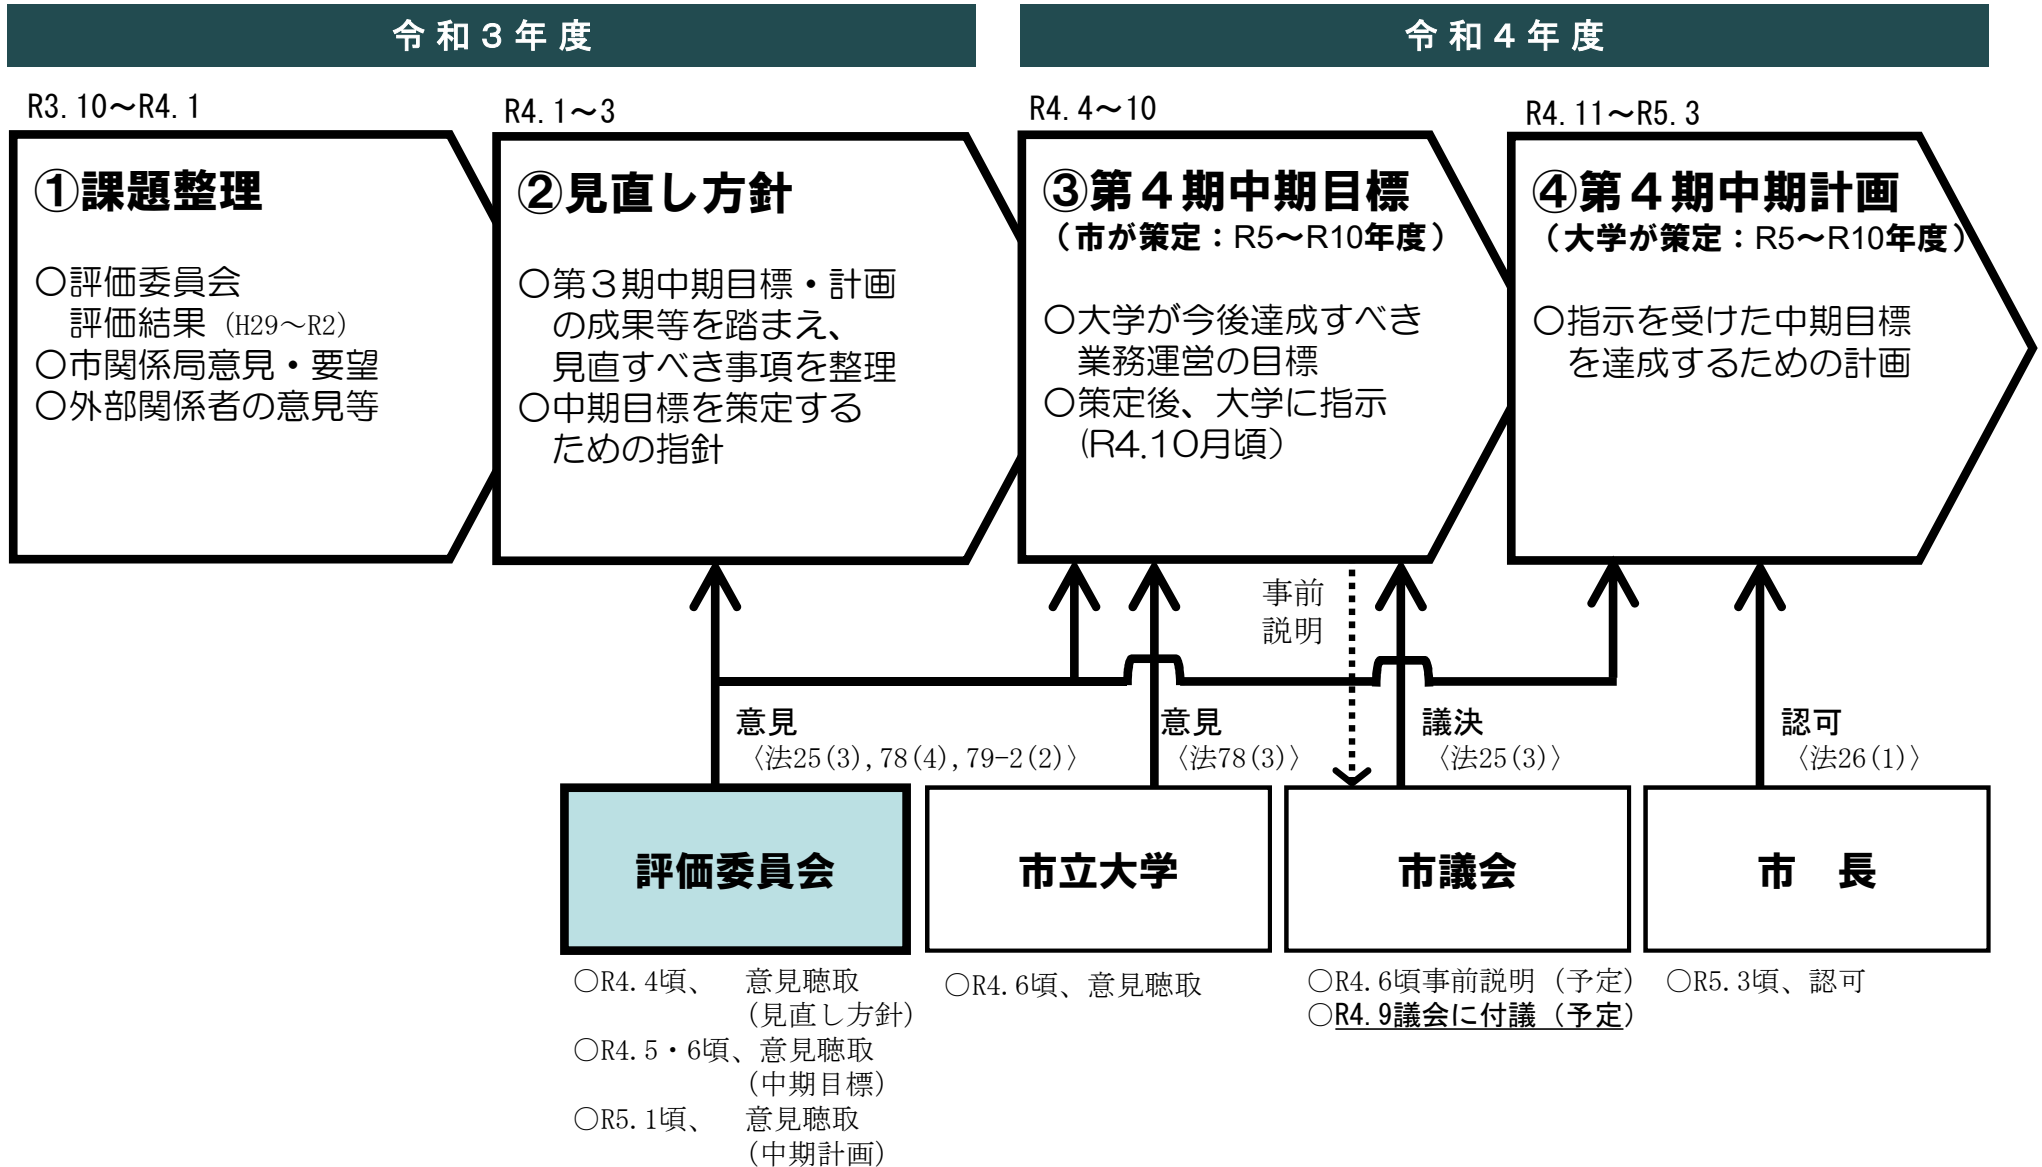 令和３年度
令和４年度
R3.10～R4.1
R4.1～3
R4.4～10
R4.11～R5.3
①課題整理
○評価委員会
評価結果（H29～R2）
○市関係局意見・要望
○外部関係者の意見等
②見直し方針
○第３期中期目標・計画
の成果等を踏まえ、
見直すべき事項を整理
○中期目標を策定する
ための指針
③第４期中期目標
（市が策定：R5～R10年度）
○大学が今後達成すべき
業務運営の目標
○策定後、大学に指示
(R4.10月頃）
④第４期中期計画
（大学が策定：R5～R10年度）
○指示を受けた中期目標
を達成するための計画
事前
説明
意見
〈法25(3),78(4),79-2(2)〉
意見
〈法78(3)〉
議決
〈法25(3)〉
認可
〈法26(1)〉
評価委員会
市立大学
市議会
市　長
○R4.4頃、　意見聴取
（見直し方針）
○R4.5・6頃、意見聴取
（中期目標）
○R5.1頃、　意見聴取
（中期計画）
○R4.6頃、意見聴取
○R4.6頃事前説明（予定）
○R4.9議会に付議（予定）
○R5.3頃、認可